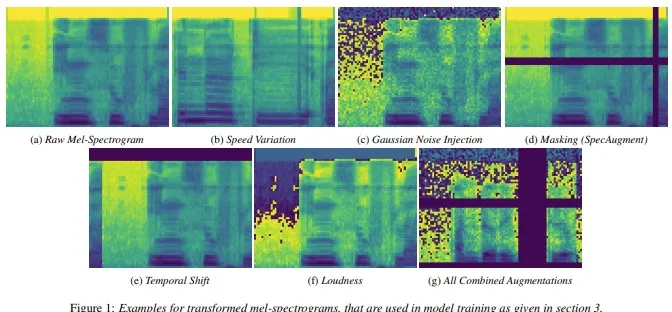 (a) Raw Mel-Spectrogram (b) Speed Variation (c) Gaussian Noise Injection (d) Masking (SpecAugment)
(e) Temporal Shift (f) Loudness (g) All Combined Augmentations
Figure 1: Examples for transformed mel-spectrograms, that are used in model training as given in section 3.